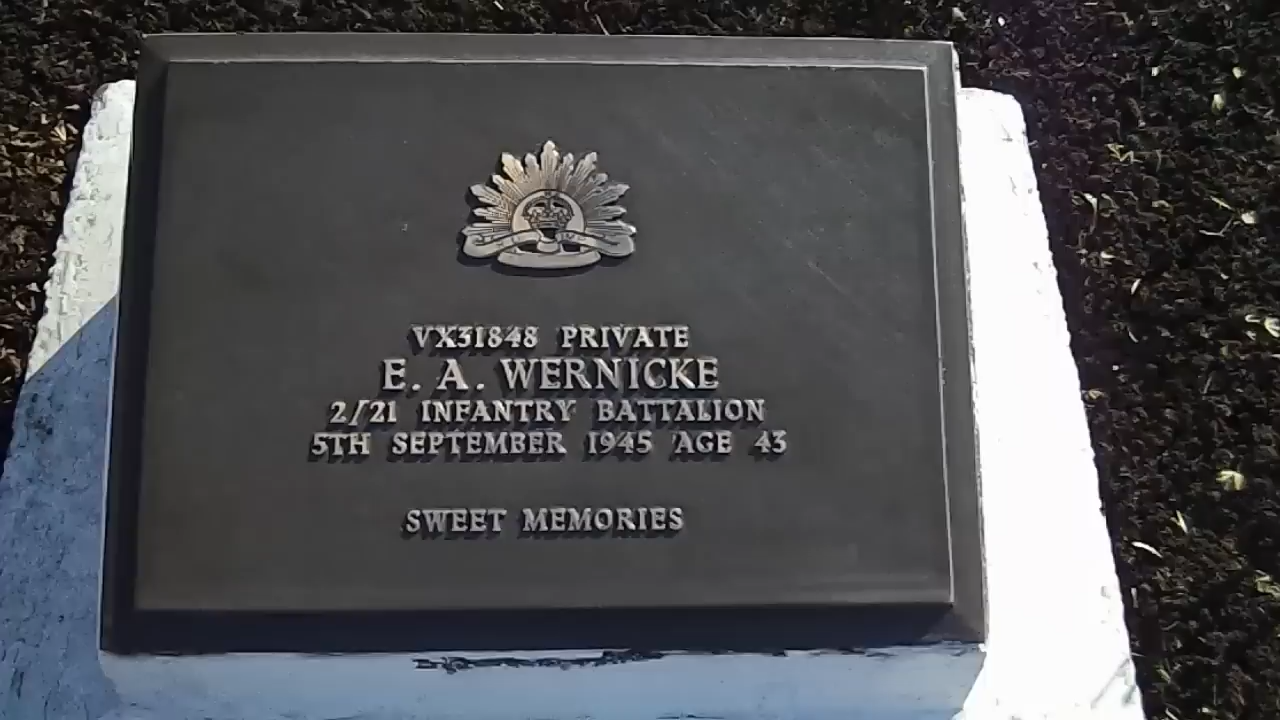 VX31848 PRIVATE
E. A. WERNICKE
2/21 INFANTRY BATTALION
5TH SEPTEMBER 1945 AGE 43
SWEET MEMORIES